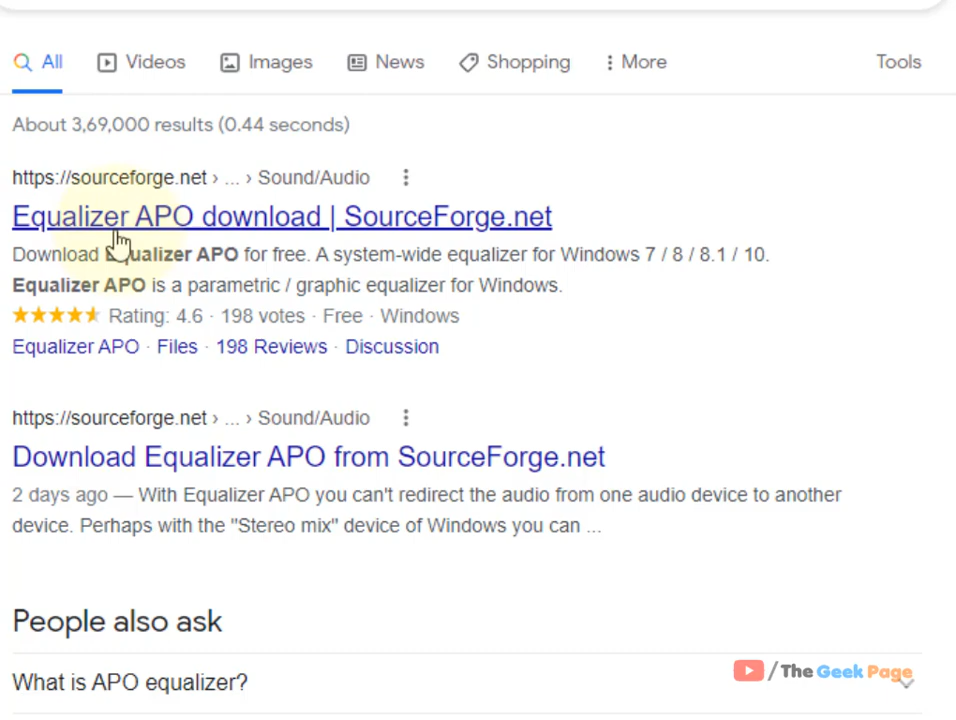 All Videos Images News Shopping More Tools
About 3,69,000 results (0.44 seconds)
https://sourceforge.net › ... › Sound/Audio
Equalizer APO download | SourceForge.net
Download Equalizer APO for free. A system-wide equalizer for Windows 7 / 8 / 8.1 / 10.
Equalizer APO is a parametric / graphic equalizer for Windows.
Rating: 4.6 · 198 votes · Free · Windows
Equalizer APO · Files · 198 Reviews · Discussion
https://sourceforge.net › ... › Sound/Audio
Download Equalizer APO from SourceForge.net
2 days ago — With Equalizer APO you can't redirect the audio from one audio device to another
device. Perhaps with the "Stereo mix" device of Windows you can ...
People also ask
What is APO equalizer?
/The Geek Page